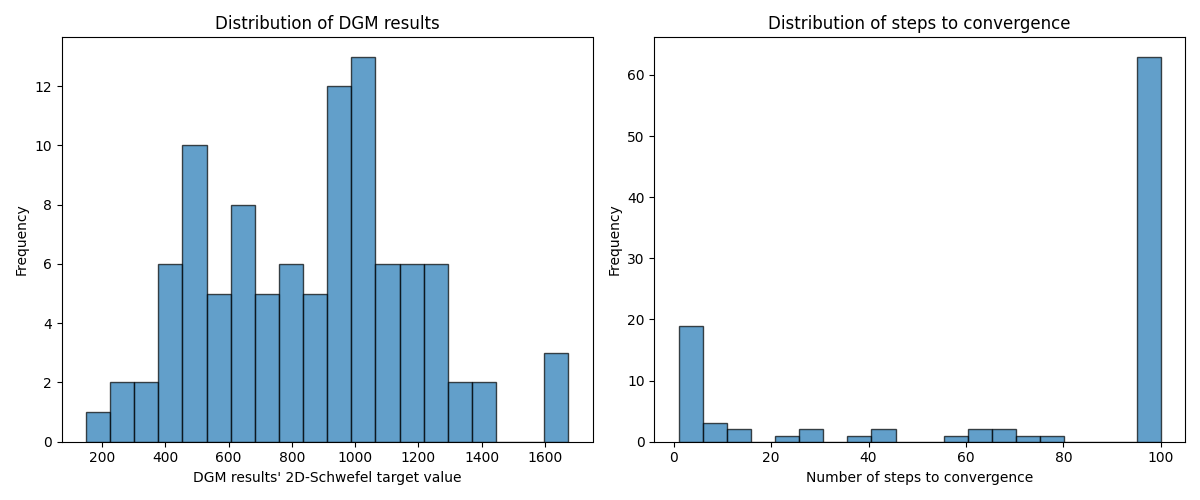 Distribution of DGM results
Frequency
12
10
8
6
4
2
0
200 400 600 800 1000 1200 1400 1600
DGM results' 2D-Schwefel target value
Distribution of steps to convergence
Frequency
60
50
40
30
20
10
0
0 20 40 60 80 100
Number of steps to convergence